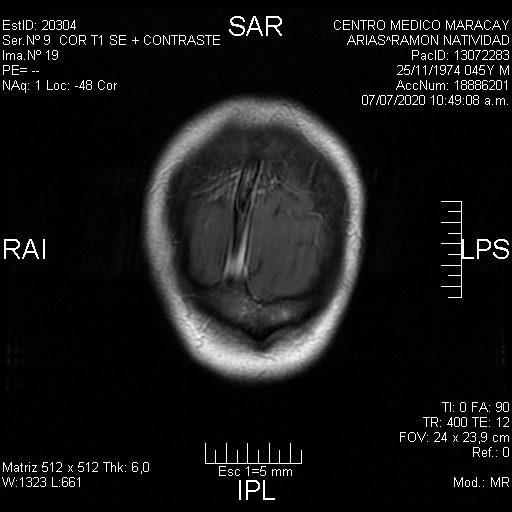 EstID: 20304
Ser.Nº 9 COR T1 SE + CONTRASTE
Ima.Nº 19
PE= --
NAq: 1 Loc: -48 Cor
SAR
CENTRO MEDICO MARACAY
ARIAS^RAMON NATIVIDAD
PacID: 13072283
25/11/1974 045Y M
AccNum: 18886201
07/07/2020 10:49:08 a.m.
RAI
LPS
TI: 0 FA: 90
TR: 400 TE: 12
FOV: 24 x 23,9 cm
Ref.: 0
Matriz 512 x 512 Thk: 6,0
W:1323 L:661
Esc 1=5 mm
IPL
Mod.: MR